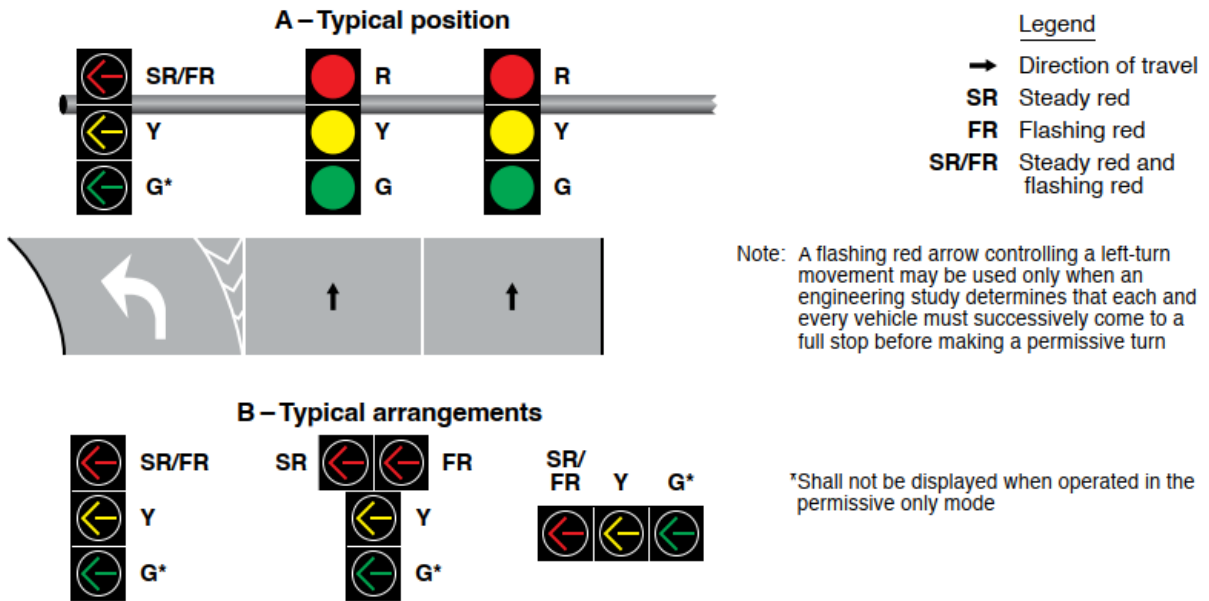 A – Typical position
SR/FR
R
R
Y
Y
Y
G*
G
G
Legend
Direction of travel
SR Steady red
FR Flashing red
SR/FR Steady red and
flashing red
Note: A flashing red arrow controlling a left-turn
movement may be used only when an
engineering study determines that each and
every vehicle must successively come to a
full stop before making a permissive turn
B – Typical arrangements
SR/FR
Y
G*
SR
FR
Y
G*
SR/
FR Y G*
*Shall not be displayed when operated in the
permissive only mode